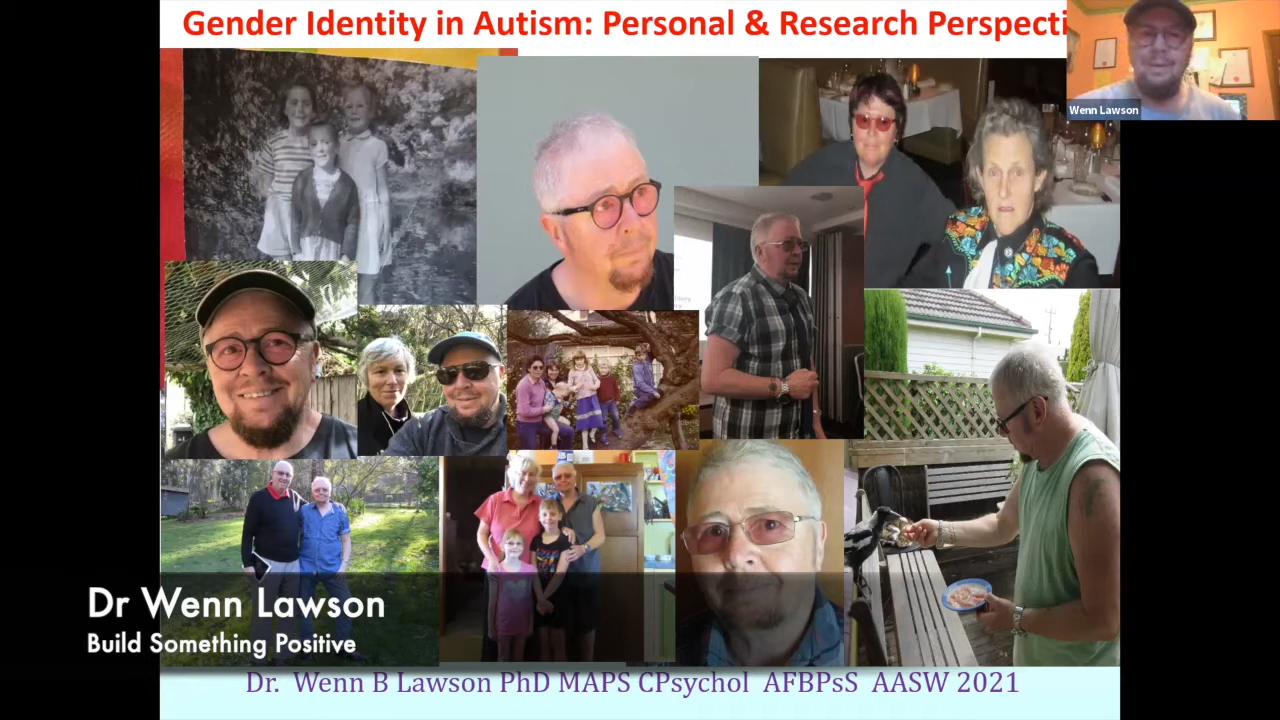 Gender Identity in Autism: Personal & Research Perspecti
Wenn Lawson
Dr Wenn Lawson
Build Something Positive
Dr. Wenn B Lawson PhD MAPS CPsychol AFBPsS AASW 2021